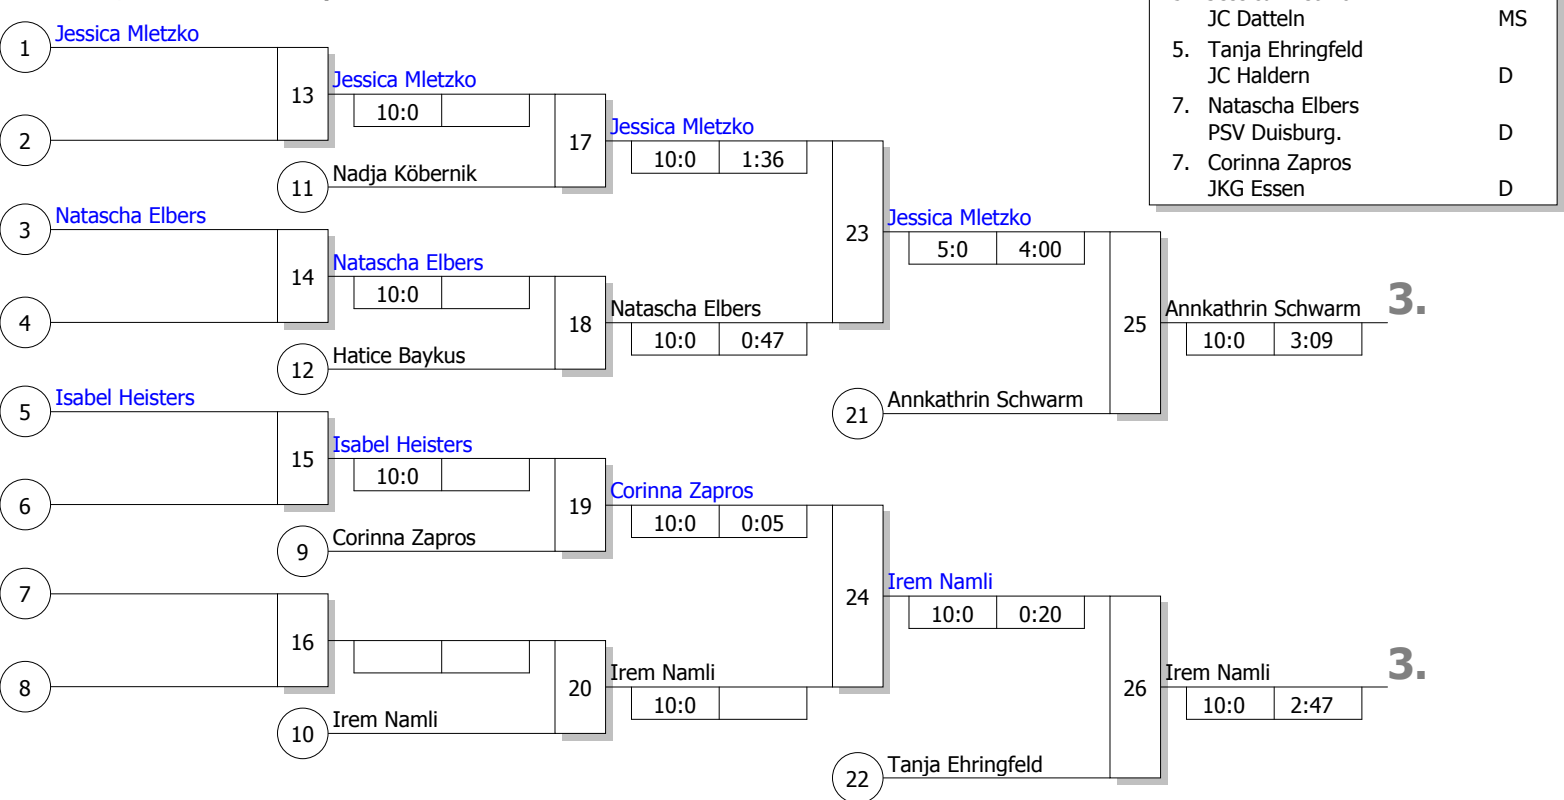 1 Jessica Mletzko
2
13 Jessica Mletzko
10:0
11 Nadja Köbernik
17 Jessica Mletzko
10:0 1:36
3 Natascha Elbers
4
14 Natascha Elbers
10:0
12 Hatice Baykus
18 Natascha Elbers
10:0 0:47
23 Jessica Mletzko
5:0 4:00
21 Annkathrin Schwarm
25 Annkathrin Schwarm 3.
10:0 3:09
5 Isabel Heisters
6
15 Isabel Heisters
10:0
9 Corinna Zapros
19 Corinna Zapros
10:0 0:05
7
8
16
10 Irem Namli
20 Irem Namli
10:0
24 Irem Namli
10:0 0:20
22 Tanja Ehringfeld
26 Irem Namli 3.
10:0 2:47
JC Datteln MS
5. Tanja Ehringfeld
JC Haldern D
7. Natascha Elbers
PSV Duisburg. D
7. Corinna Zapros
JKG Essen D